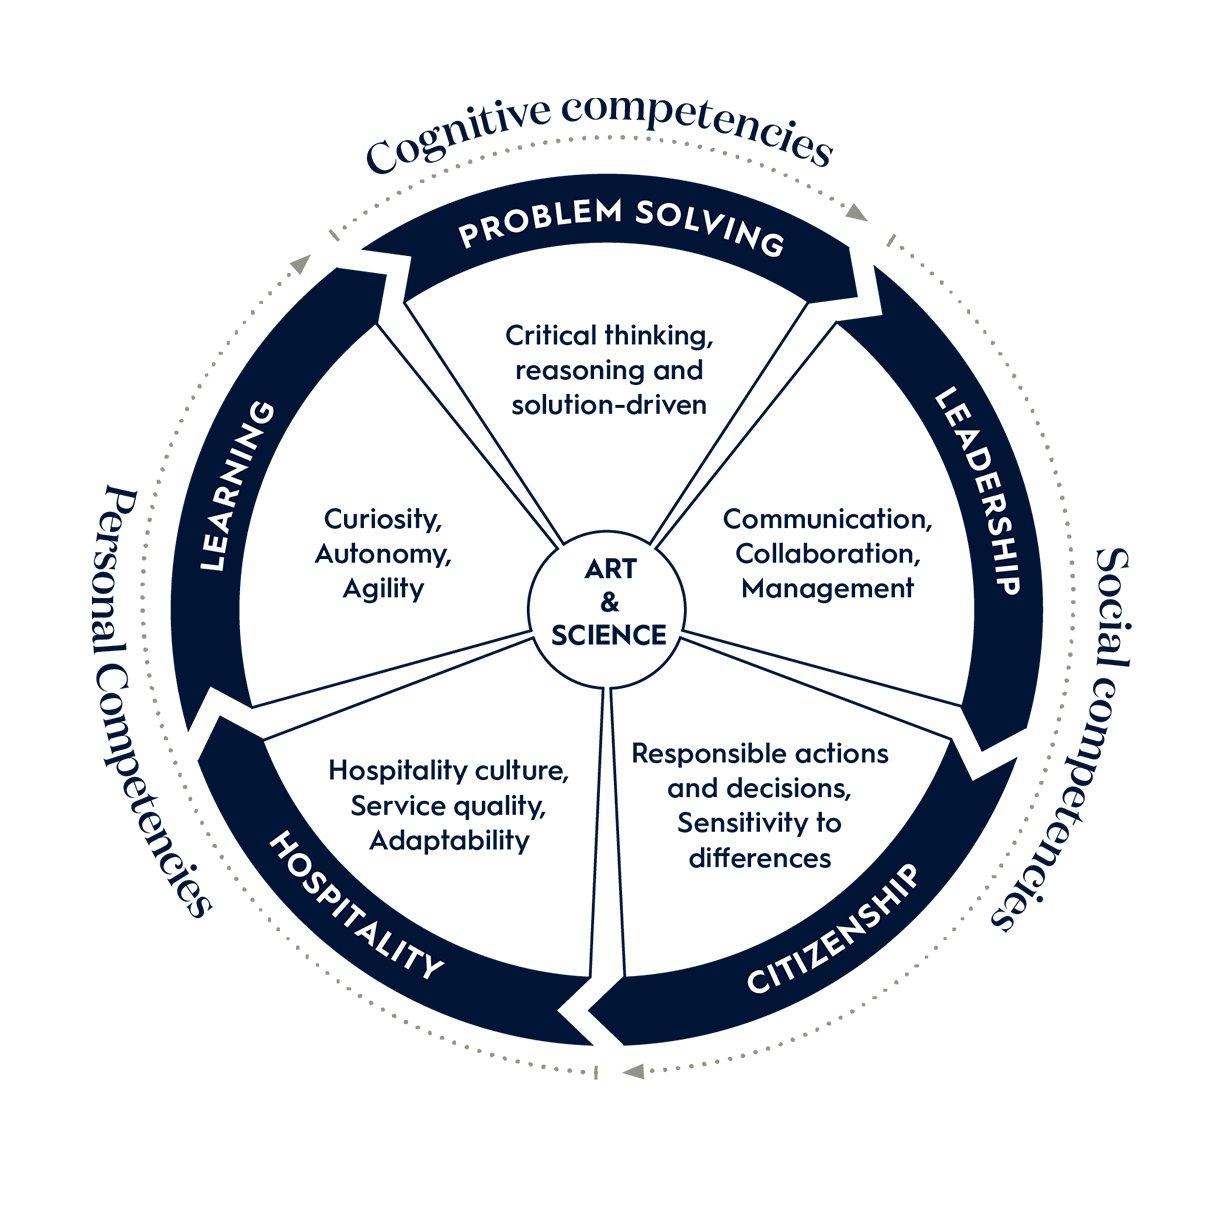 Cognitive competencies
PROBLEM SOLVING
Critical thinking,
reasoning and
solution-driven
LEADERSHIP
Communication,
Collaboration,
Management
Social competencies
CITIZENSHIP
Responsible actions
and decisions,
Sensitivity to
differences
HOSPITALITY
Hospitality culture,
Service quality,
Adaptability
Personal Competencies
LEARNING
Curiosity,
Autonomy,
Agility
ART
&
SCIENCE